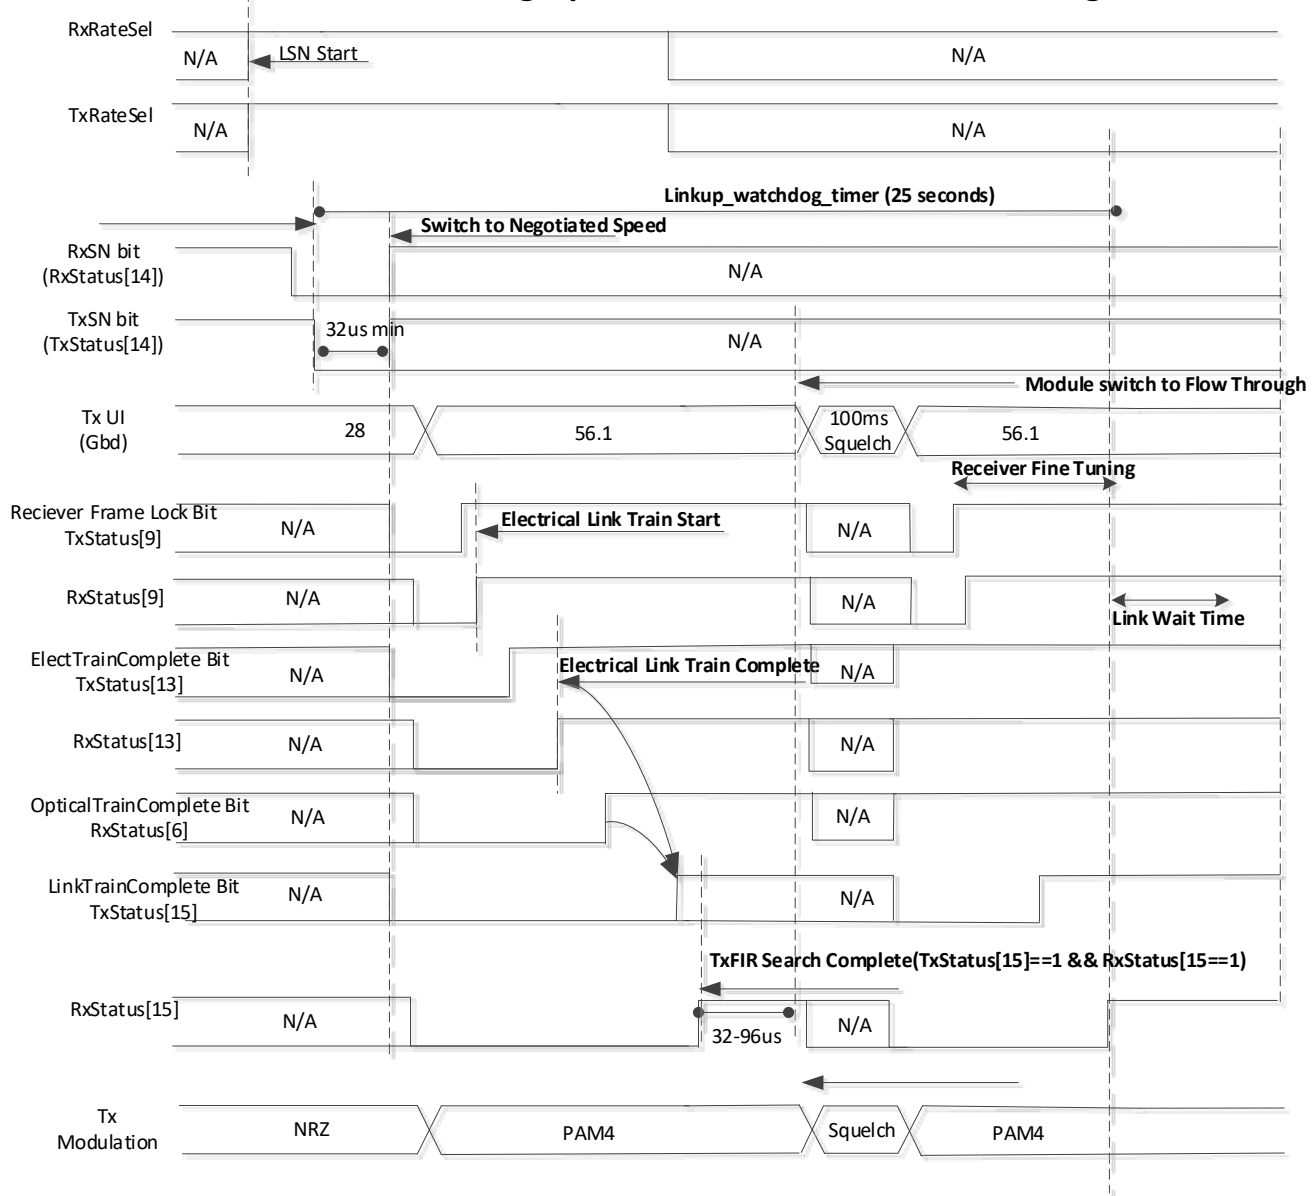 RxRateSel
N/A
LSN Start
N/A
TxRateSel
N/A
N/A
Linkup_watchdog_timer (25 seconds)
Switch to Negotiated Speed
RxSN bit
(RxStatus[14])
N/A
TxSN bit
(TxStatus[14])
32us min
N/A
Module switch to Flow Through
Tx UI
(Gbd)
28
56.1
100ms
Squelch
56.1
Receiver Fine Tuning
Reciever Frame Lock Bit
TxStatus[9]
N/A
Electrical Link Train Start
N/A
RxStatus[9]
N/A
N/A
Link Wait Time
ElectTrainComplete Bit
TxStatus[13]
N/A
Electrical Link Train Complete
N/A
RxStatus[13]
N/A
N/A
OpticalTrainComplete Bit
RxStatus[6]
N/A
N/A
LinkTrainComplete Bit
TxStatus[15]
N/A
N/A
TxFIR Search Complete(TxStatus[15]==1 && RxStatus[15==1)
RxStatus[15]
N/A
32-96us
N/A
Tx
Modulation
NRZ
PAM4
Squelch
PAM4